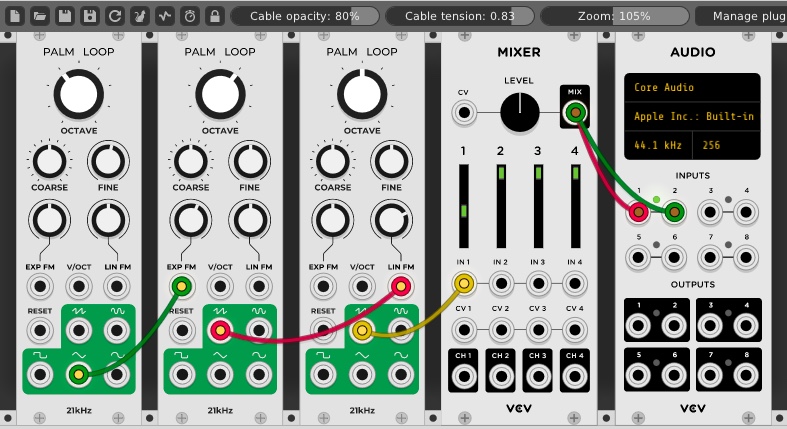 Cable opacity: 80% Cable tension: 0.83 Zoom: 105% Manage plug
PALM LOOP PALM LOOP PALM LOOP MIXER AUDIO
OCTAVE OCTAVE OCTAVE
COARSE FINE COARSE FINE COARSE FINE
EXP FM V/OCT LIN FM EXP FM V/OCT LIN FM EXP FM V/OCT LIN FM
RESET RESET RESET
21kHz 21kHz 21kHz
LEVEL
CV MIX
1 2 3 4
IN 1 IN 2 IN 3 IN 4
CV 1 CV 2 CV 3 CV 4
CH 1 CH 2 CH 3 CH 4
VCV
Core Audio
Apple Inc.: Built-in
44.1 kHz 256
INPUTS
1 2 3 4
5 6 7 8
OUTPUTS
1 2 3 4
5 6 7 8
VCV